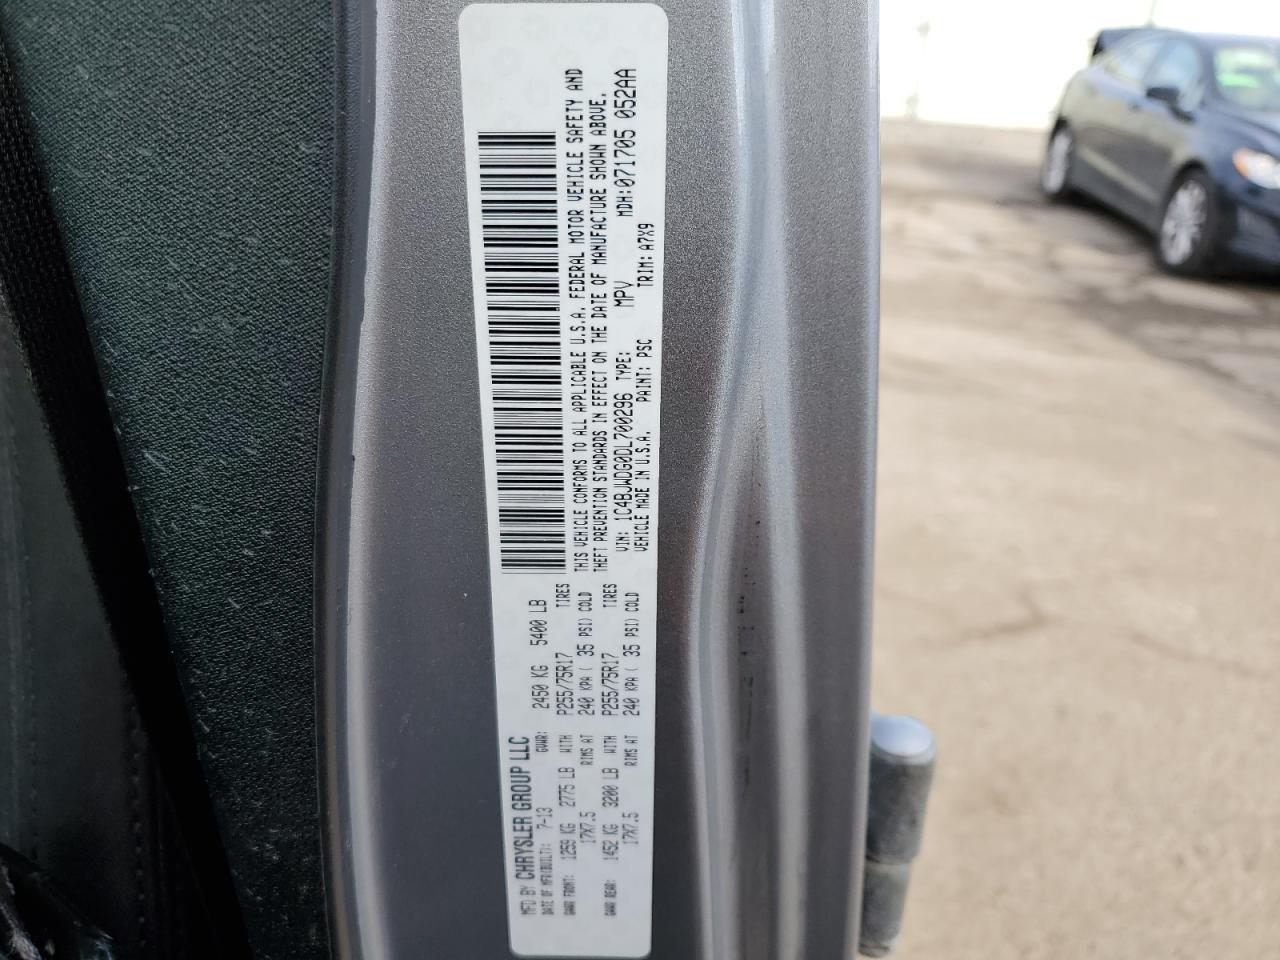 MFD BY CHRYSLER GROUP LLC
DATE OF MFR(BUILT): 7-13 GVWR: 2450 KG 5400 LB
GAWR FRONT: 1259 KG 2775 LB WITH P255/75R17 TIRES
17X7.5 RIMS AT 240 KPA ( 35 PSI) COLD
GAWR REAR: 1452 KG 3200 LB WITH P255/75R17 TIRES
17X7.5 RIMS AT 240 KPA ( 35 PSI) COLD
THIS VEHICLE CONFORMS TO ALL APPLICABLE U.S.A. FEDERAL MOTOR VEHICLE SAFETY AND
THEFT PREVENTION STANDARDS IN EFFECT ON THE DATE OF MANUFACTURE SHOWN ABOVE.
VIN: 1C4BJWDG0DL700296 TYPE: MPV MDH:071705 052AA
VEHICLE MADE IN U.S.A. PAINT: PSC TRIM: A7X9